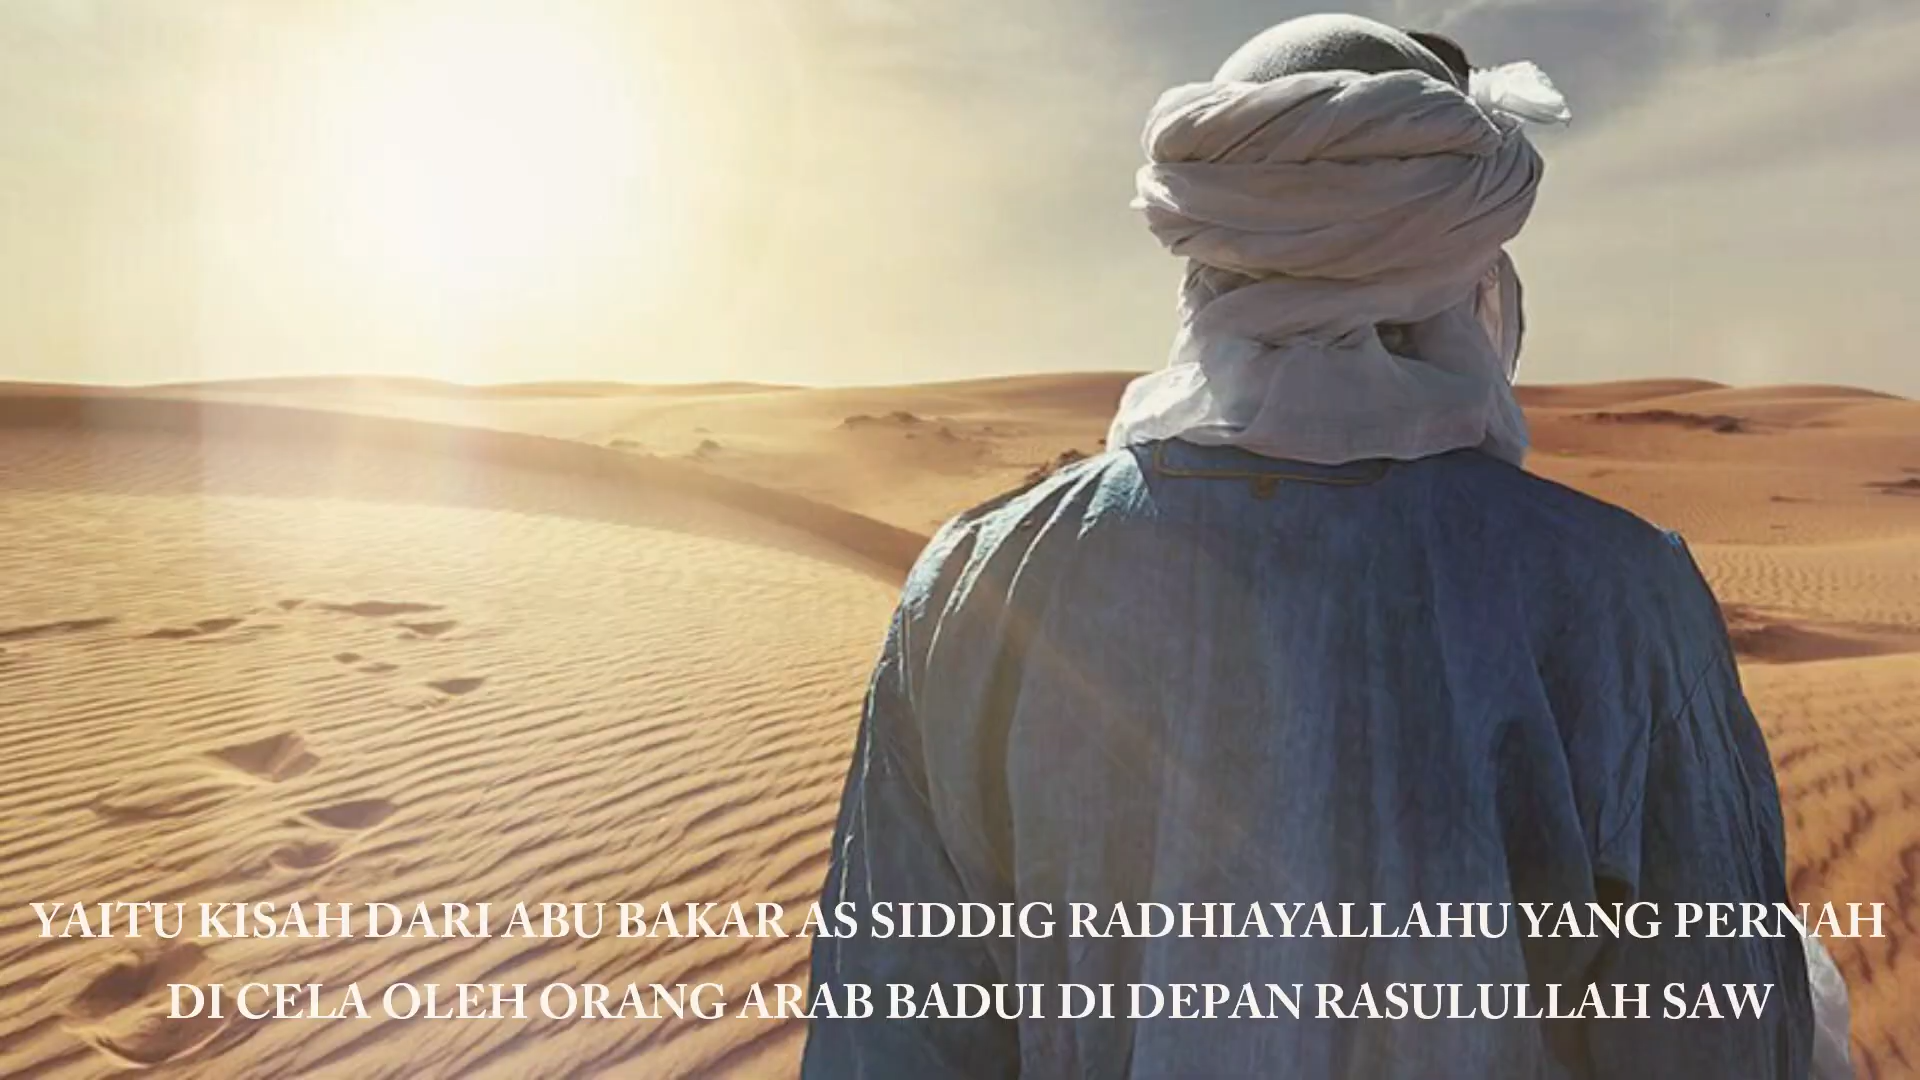 YAITU KISAH DARI ABU BAKAR AS SIDDIG RADHIAYALLAHU YANG PERNAH
DI CELA OLEH ORANG ARAB BADUI DI DEPAN RASULULLAH SAW